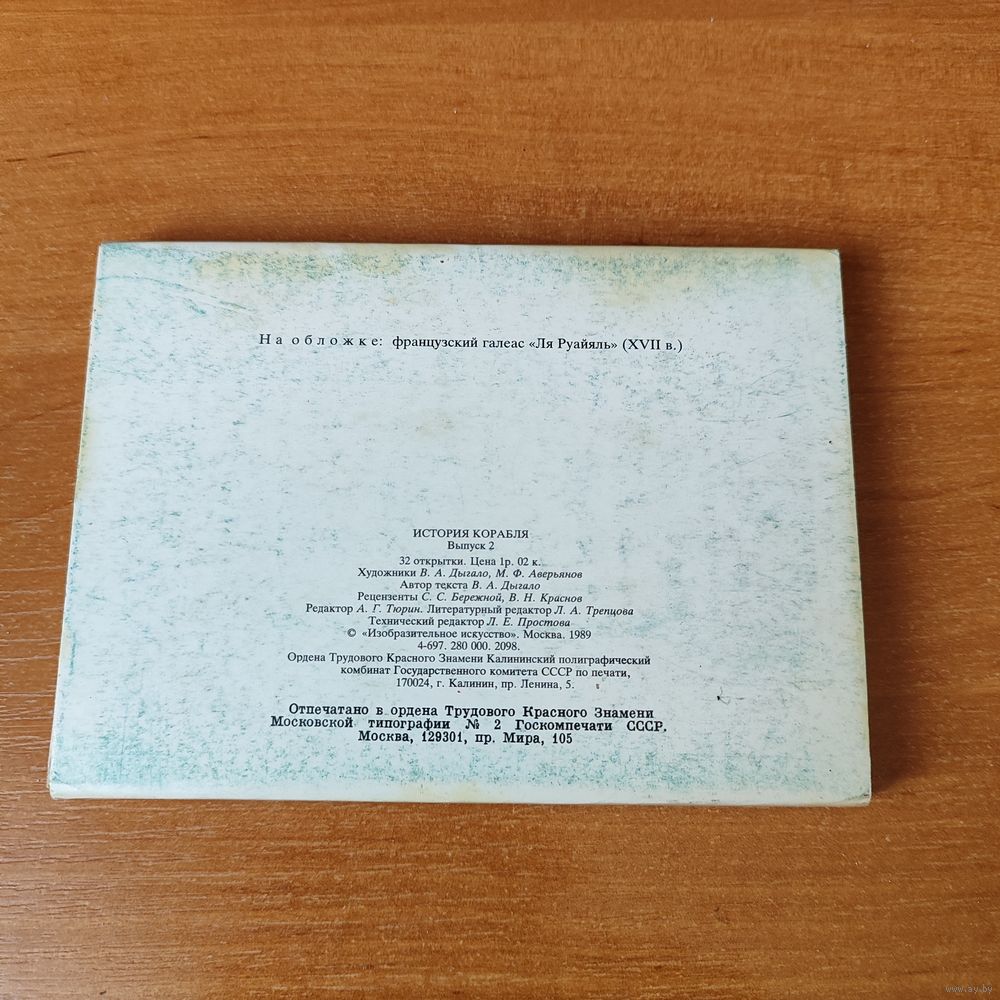 На обложке: французский галеас «Ля Руайяль» (XVII в.)
ИСТОРИЯ КОРАБЛЯ
Выпуск 2
32 открытки. Цена 1р. 02 к.
Художники В. А. Дыгало, М. Ф. Аверьянов
Автор текста В. А. Дыгало
Рецензенты С. С. Бережной, В. Н. Краснов
Редактор А. Г. Тюрин. Литературный редактор Л. А. Трепцова
Технический редактор Л. Е. Простова
© «Изобразительное искусство». Москва. 1989
4-697. 280 000. 2098.
Ордена Трудового Красного Знамени Калининский полиграфический
комбинат Государственного комитета СССР по печати,
170024, г. Калинин, пр. Ленина, 5.
Отпечатано в ордена Трудового Красного Знамени
Московской типографии № 2 Госкомпечати СССР.
Москва, 129301, пр. Мира, 105
www.ay.by